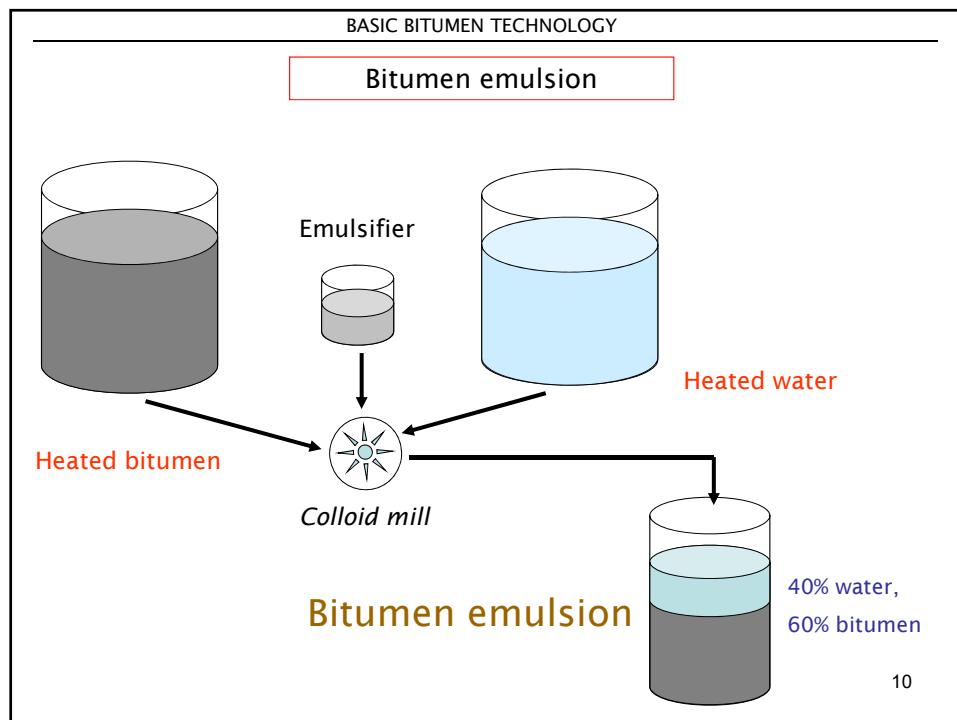 BASIC BITUMEN TECHNOLOGY
Bitumen emulsion
Emulsifier
Heated water
Heated bitumen
Colloid mill
Bitumen emulsion
40% water,
60% bitumen
10